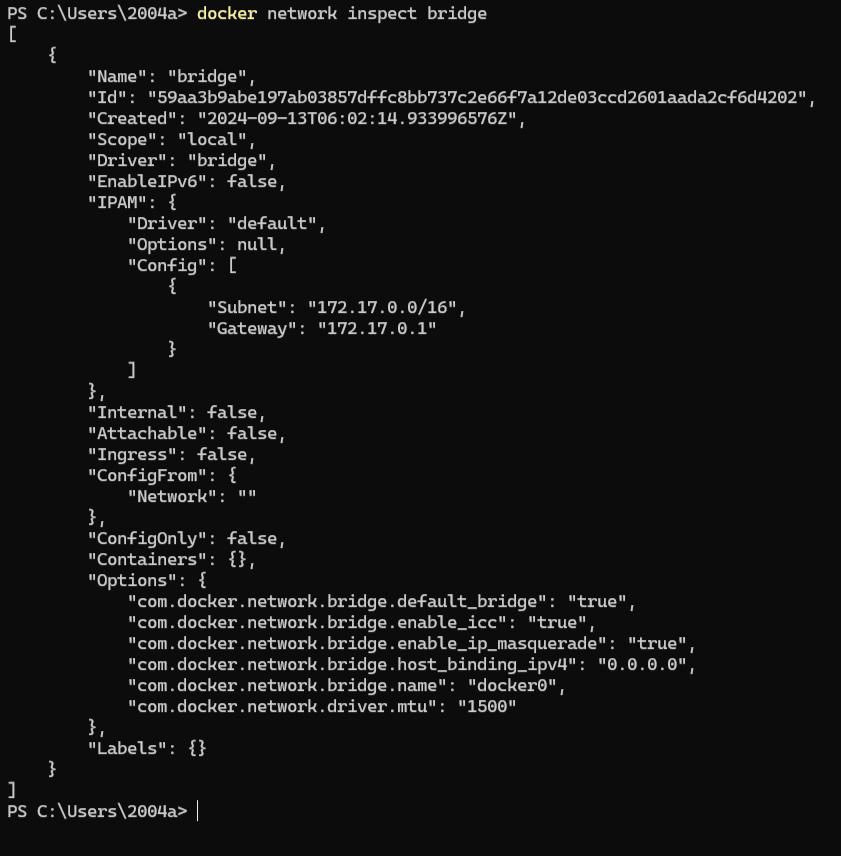 PS C:\Users\2004a> docker network inspect bridge
[
    {
        "Name": "bridge",
        "Id": "59aa3b9abe197ab03857dffc8bb737c2e66f7a12de03ccd2601aada2cf6d4202",
        "Created": "2024-09-13T06:02:14.933996576Z",
        "Scope": "local",
        "Driver": "bridge",
        "EnableIPv6": false,
        "IPAM": {
            "Driver": "default",
            "Options": null,
            "Config": [
                {
                    "Subnet": "172.17.0.0/16",
                    "Gateway": "172.17.0.1"
                }
            ]
        },
        "Internal": false,
        "Attachable": false,
        "Ingress": false,
        "ConfigFrom": {
            "Network": ""
        },
        "ConfigOnly": false,
        "Containers": {},
        "Options": {
            "com.docker.network.bridge.default_bridge": "true",
            "com.docker.network.bridge.enable_icc": "true",
            "com.docker.network.bridge.enable_ip_masquerade": "true",
            "com.docker.network.bridge.host_binding_ipv4": "0.0.0.0",
            "com.docker.network.bridge.name": "docker0",
            "com.docker.network.driver.mtu": "1500"
        },
        "Labels": {}
    }
]
PS C:\Users\2004a>